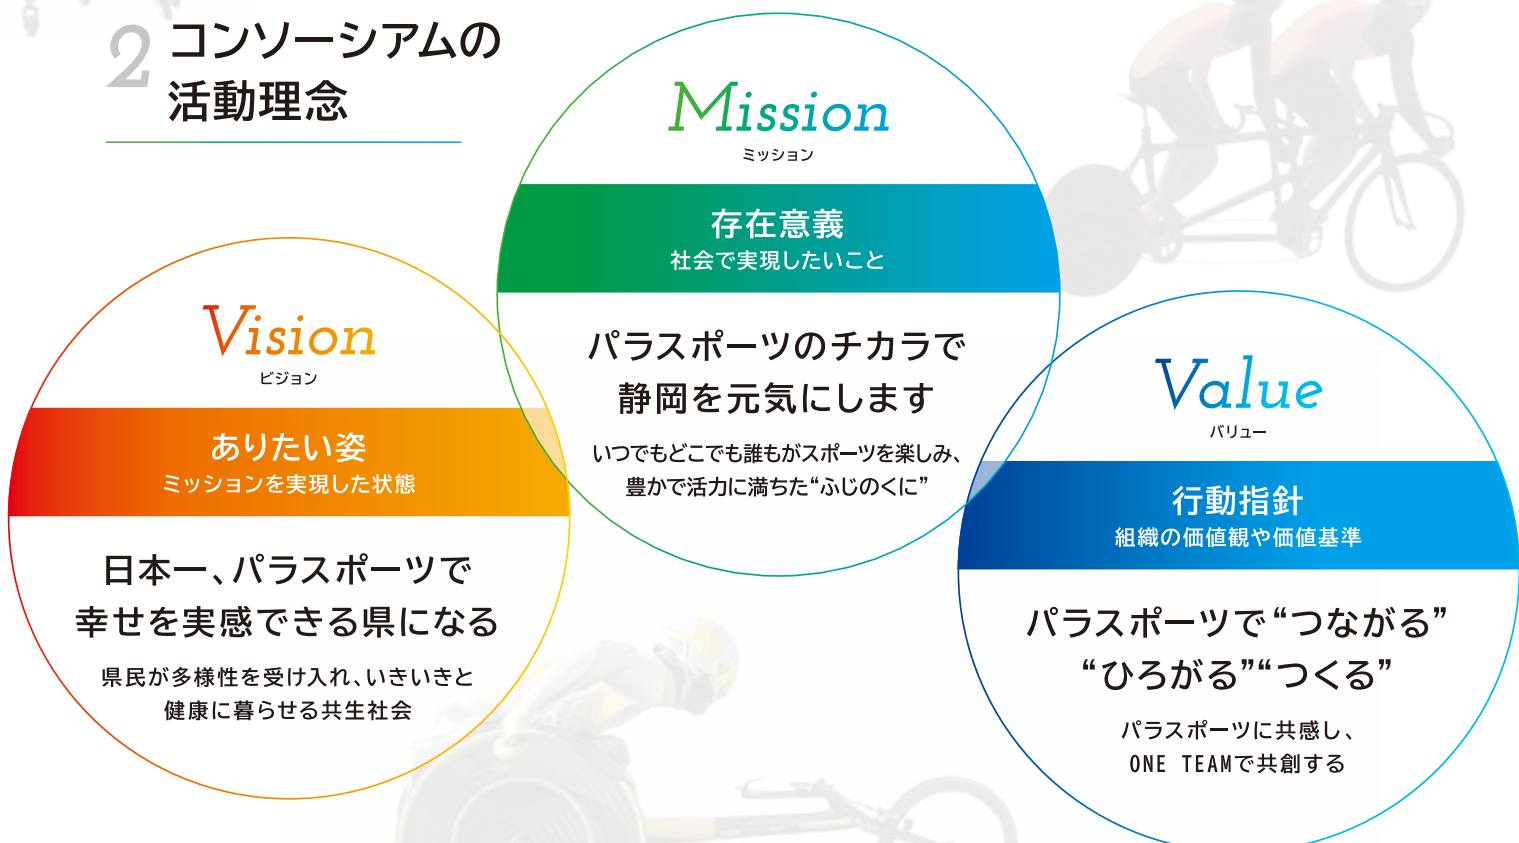 2 コンソーシアムの
活動理念
Mission
ミッション
存在意義
社会で実現したいこと
パラスポーツのチカラで
静岡を元気にします
いつでもどこでも誰もがスポーツを楽しみ、
豊かで活力に満ちた“ふじのくに”
Vision
ビジョン
ありたい姿
ミッションを実現した状態
日本一、パラスポーツで
幸せを実感できる県になる
県民が多様性を受け入れ、いきいきと
健康に暮らせる共生社会
Value
バリュー
行動指針
組織の価値観や価値基準
パラスポーツで“つながる”
“ひろがる”“つくる”
パラスポーツに共感し、
ONE TEAMで共創する